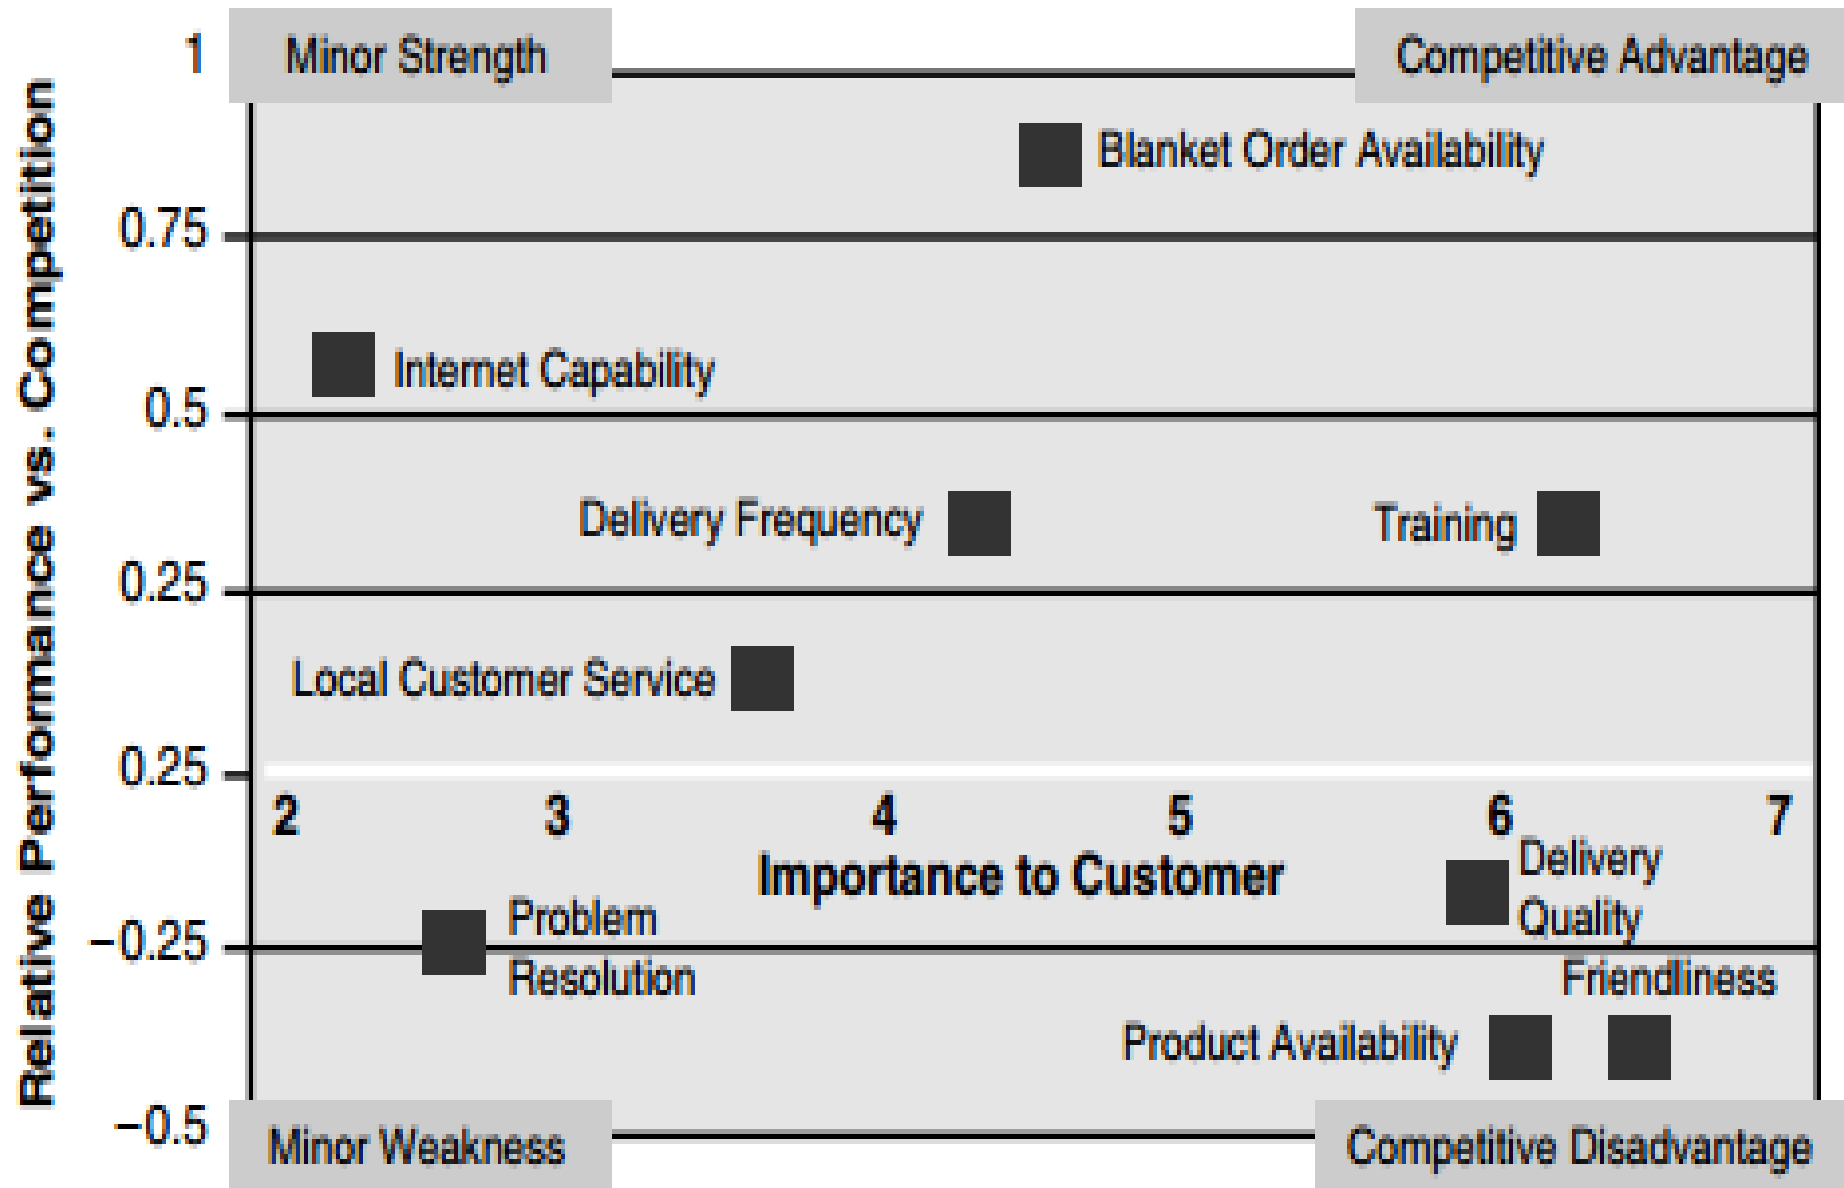 Relative Performance vs. Competition
1
Minor Strength
Competitive Advantage
Blanket Order Availability
0.75
Internet Capability
0.5
Delivery Frequency
Training
0.25
Local Customer Service
0.25
2 3 4 5 6 7
Importance to Customer
Delivery
Quality
Problem
Resolution
−0.25
Friendliness
Product Availability
−0.5
Minor Weakness
Competitive Disadvantage